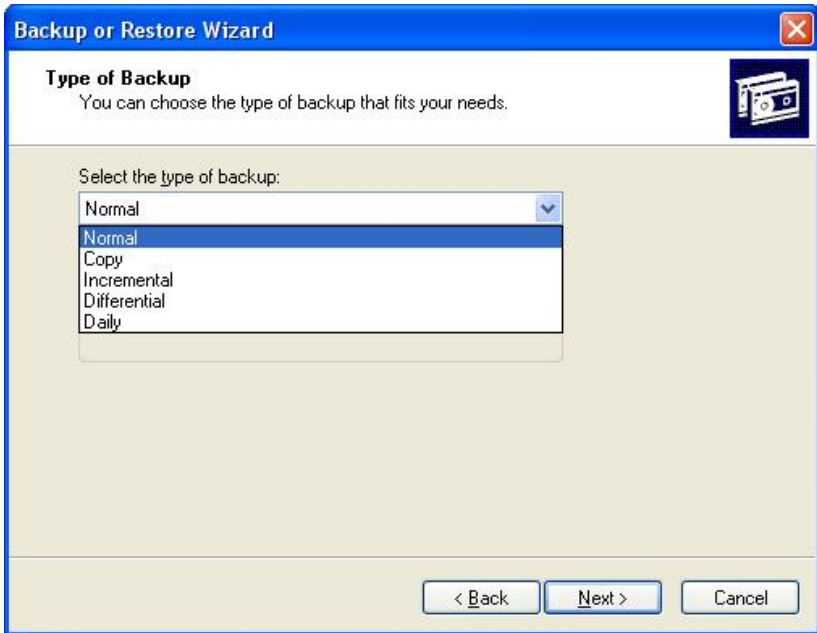 Backup or Restore Wizard
Type of Backup
You can choose the type of backup that fits your needs.
Select the type of backup:
Normal
Normal
Copy
Incremental
Differential
Daily
< Back
Next >
Cancel